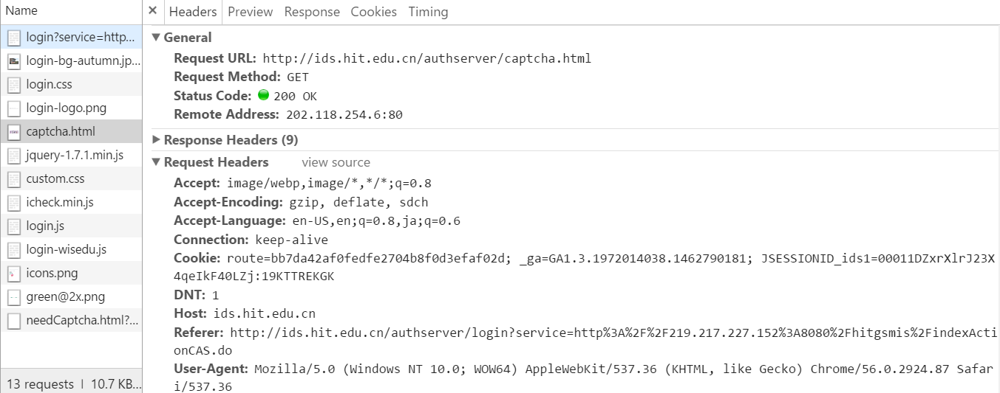 Name
login?service=http...
login-bg-autumn.jp...
login.css
login-logo.png
captcha.html
jquery-1.7.1.min.js
custom.css
icheck.min.js
login.js
login-wisedu.js
icons.png
green@2x.png
needCaptcha.html?...
13 requests | 10.7 KB...
× Headers Preview Response Cookies Timing
▼ General
Request URL: http://ids.hit.edu.cn/authserver/captcha.html
Request Method: GET
Status Code: 200 OK
Remote Address: 202.118.254.6:80
▶ Response Headers (9)
▼ Request Headers view source
Accept: image/webp,image/*,*/*;q=0.8
Accept-Encoding: gzip, deflate, sdch
Accept-Language: en-US,en;q=0.8,ja;q=0.6
Connection: keep-alive
Cookie: route=bb7da42af0fedfe2704b8f0d3efaf02d; _ga=GA1.3.1972014038.1462790181; JSESSIONID_ids1=00011DZxrXlrJ23X
4qeIkF40LZj:19KTTREKGK
DNT: 1
Host: ids.hit.edu.cn
Referer: http://ids.hit.edu.cn/authserver/login?service=http%3A%2F%2F219.217.227.152%3A8080%2Fhitgsmis%2FindexActi
onCAS.do
User-Agent: Mozilla/5.0 (Windows NT 10.0; WOW64) AppleWebKit/537.36 (KHTML, like Gecko) Chrome/56.0.2924.87 Safar
i/537.36